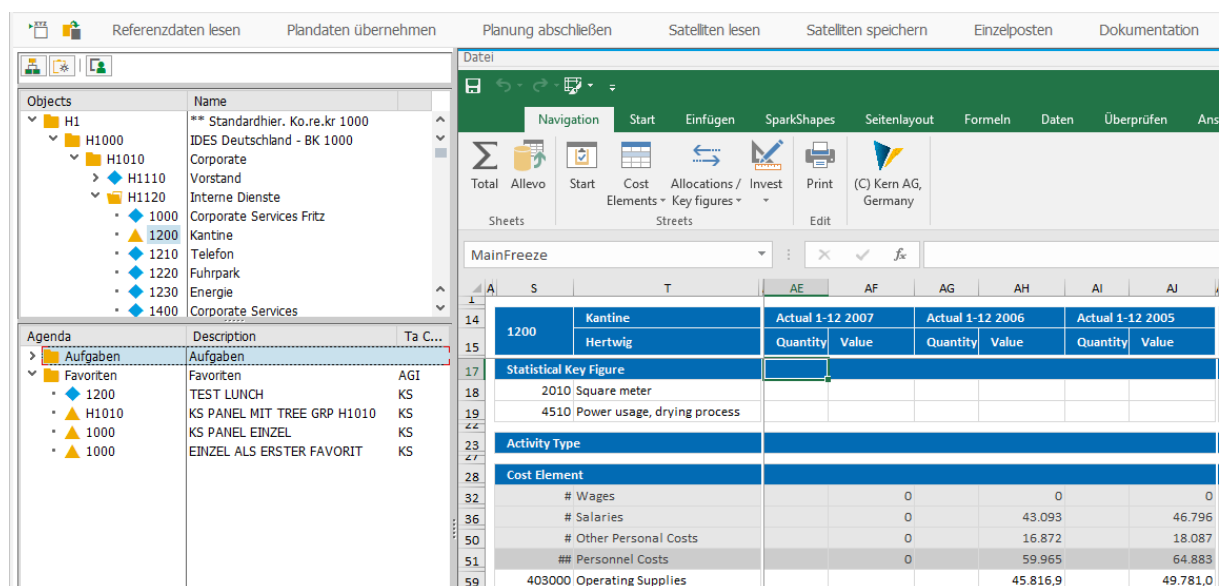 XYZ
Referenzdaten lesen Plandaten übernehmen Planung abschließen Satelliten lesen Satelliten speichern Einzelposten Dokumentation
Objects Name
H1 ** Standardhier. Ko.re.kr 1000
H1000 IDES Deutschland - BK 1000
H1010 Corporate
H1110 Vorstand
H1120 Interne Dienste
1000 Corporate Services Fritz
1200 Kantine
1210 Telefon
1220 Fuhrpark
1230 Energie
1400 Corporate Services
Agenda Description Ta C...
Aufgaben Aufgaben
Favoriten Favoriten AGI
1200 TEST LUNCH KS
H1010 KS PANEL MIT TREE GRP H1010 KS
1000 KS PANEL EINZEL KS
1000 EINZEL ALS ERSTER FAVORIT KS
Datei
Navigation Start Einfügen SparkShapes Seitenlayout Formeln Daten Überprüfen Ans
Total Allevo Start Cost Elements Allocations / Key figures Invest Print (C) Kern AG, Germany
Sheets Streets Edit
MainFreeze fx
A S T AE AF AG AH AI AJ
1
14 1200 Kantine Actual 1-12 2007 Actual 1-12 2006 Actual 1-12 2005
15 Hertwig Quantity Value Quantity Value Quantity Value
17 Statistical Key Figure
18 2010 Square meter
19 4510 Power usage, drying process
22
23 Activity Type
27
28 Cost Element
32 # Wages 0 0 0
36 # Salaries 0 43.093 46.796
50 # Other Personal Costs 0 16.872 18.087
51 ## Personnel Costs 0 59.965 64.883
59 403000 Operating Supplies 45.816,9 49.781,0